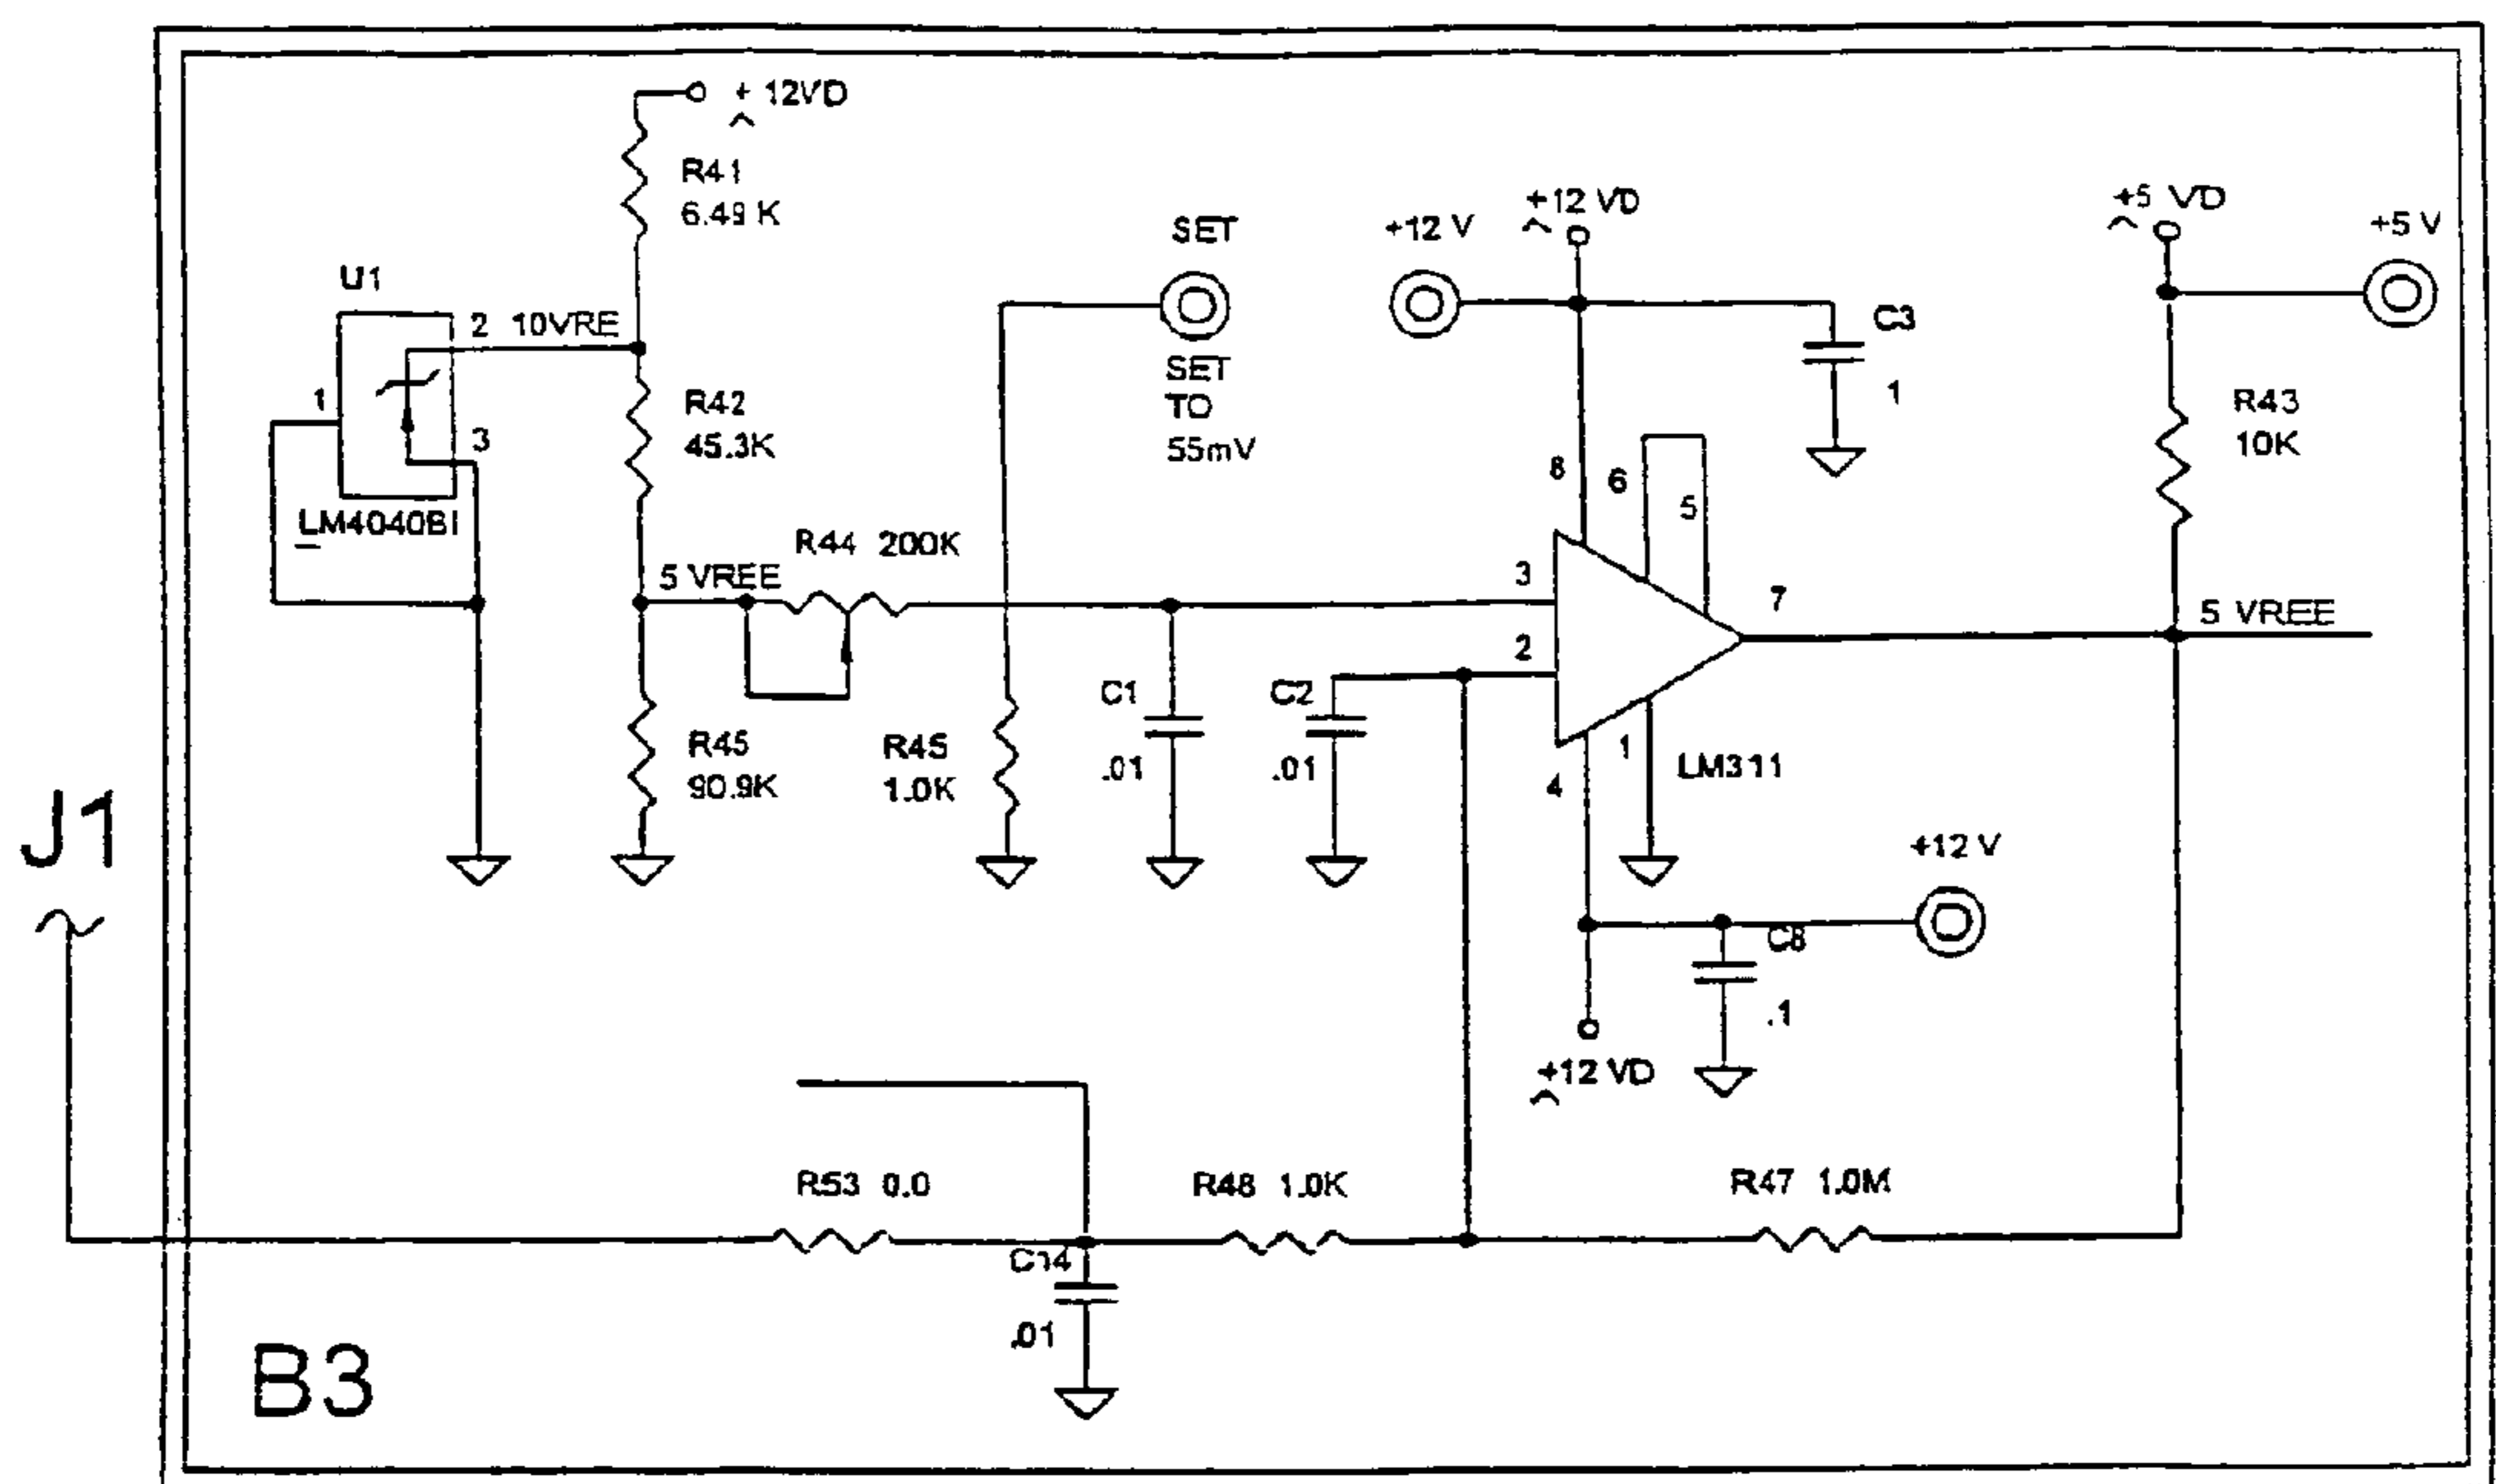 + 12VD
^
R41
6.49 K
U1
2 10VRE
1
3
LM4040BI
R42
45.3K
5 VREE
R44 200K
R45
90.9K
R45
1.0K
SET
SET
TO
55mV
+12 V
+12 VD
^
C3
1
8
6
5
3
2
7
4
1
LM311
C1
.01
C2
.01
+5 VD
^
+5 V
R43
10K
5 VREE
+12 V
C8
.1
+12 VD
^
J1
R53 0.0
R48 1.0K
R47 1.0M
C14
.01
B3